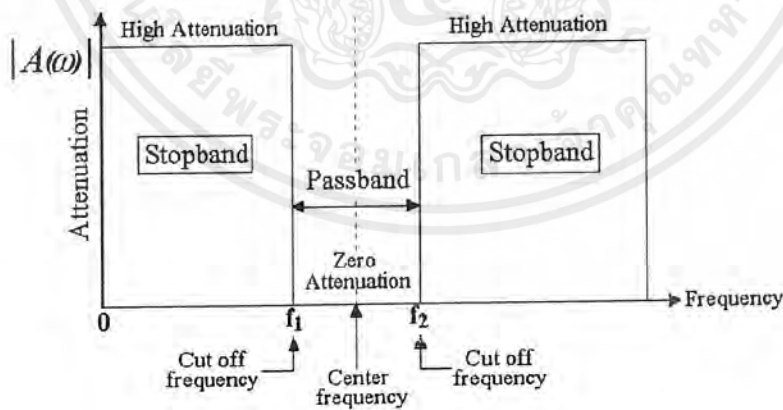 High Attenuation
High Attenuation
|A(ω)|
Attenuation
Stopband
Stopband
Passband
Zero
Attenuation
0
f1
f2
Frequency
Cut off
frequency
Center
frequency
Cut off
frequency